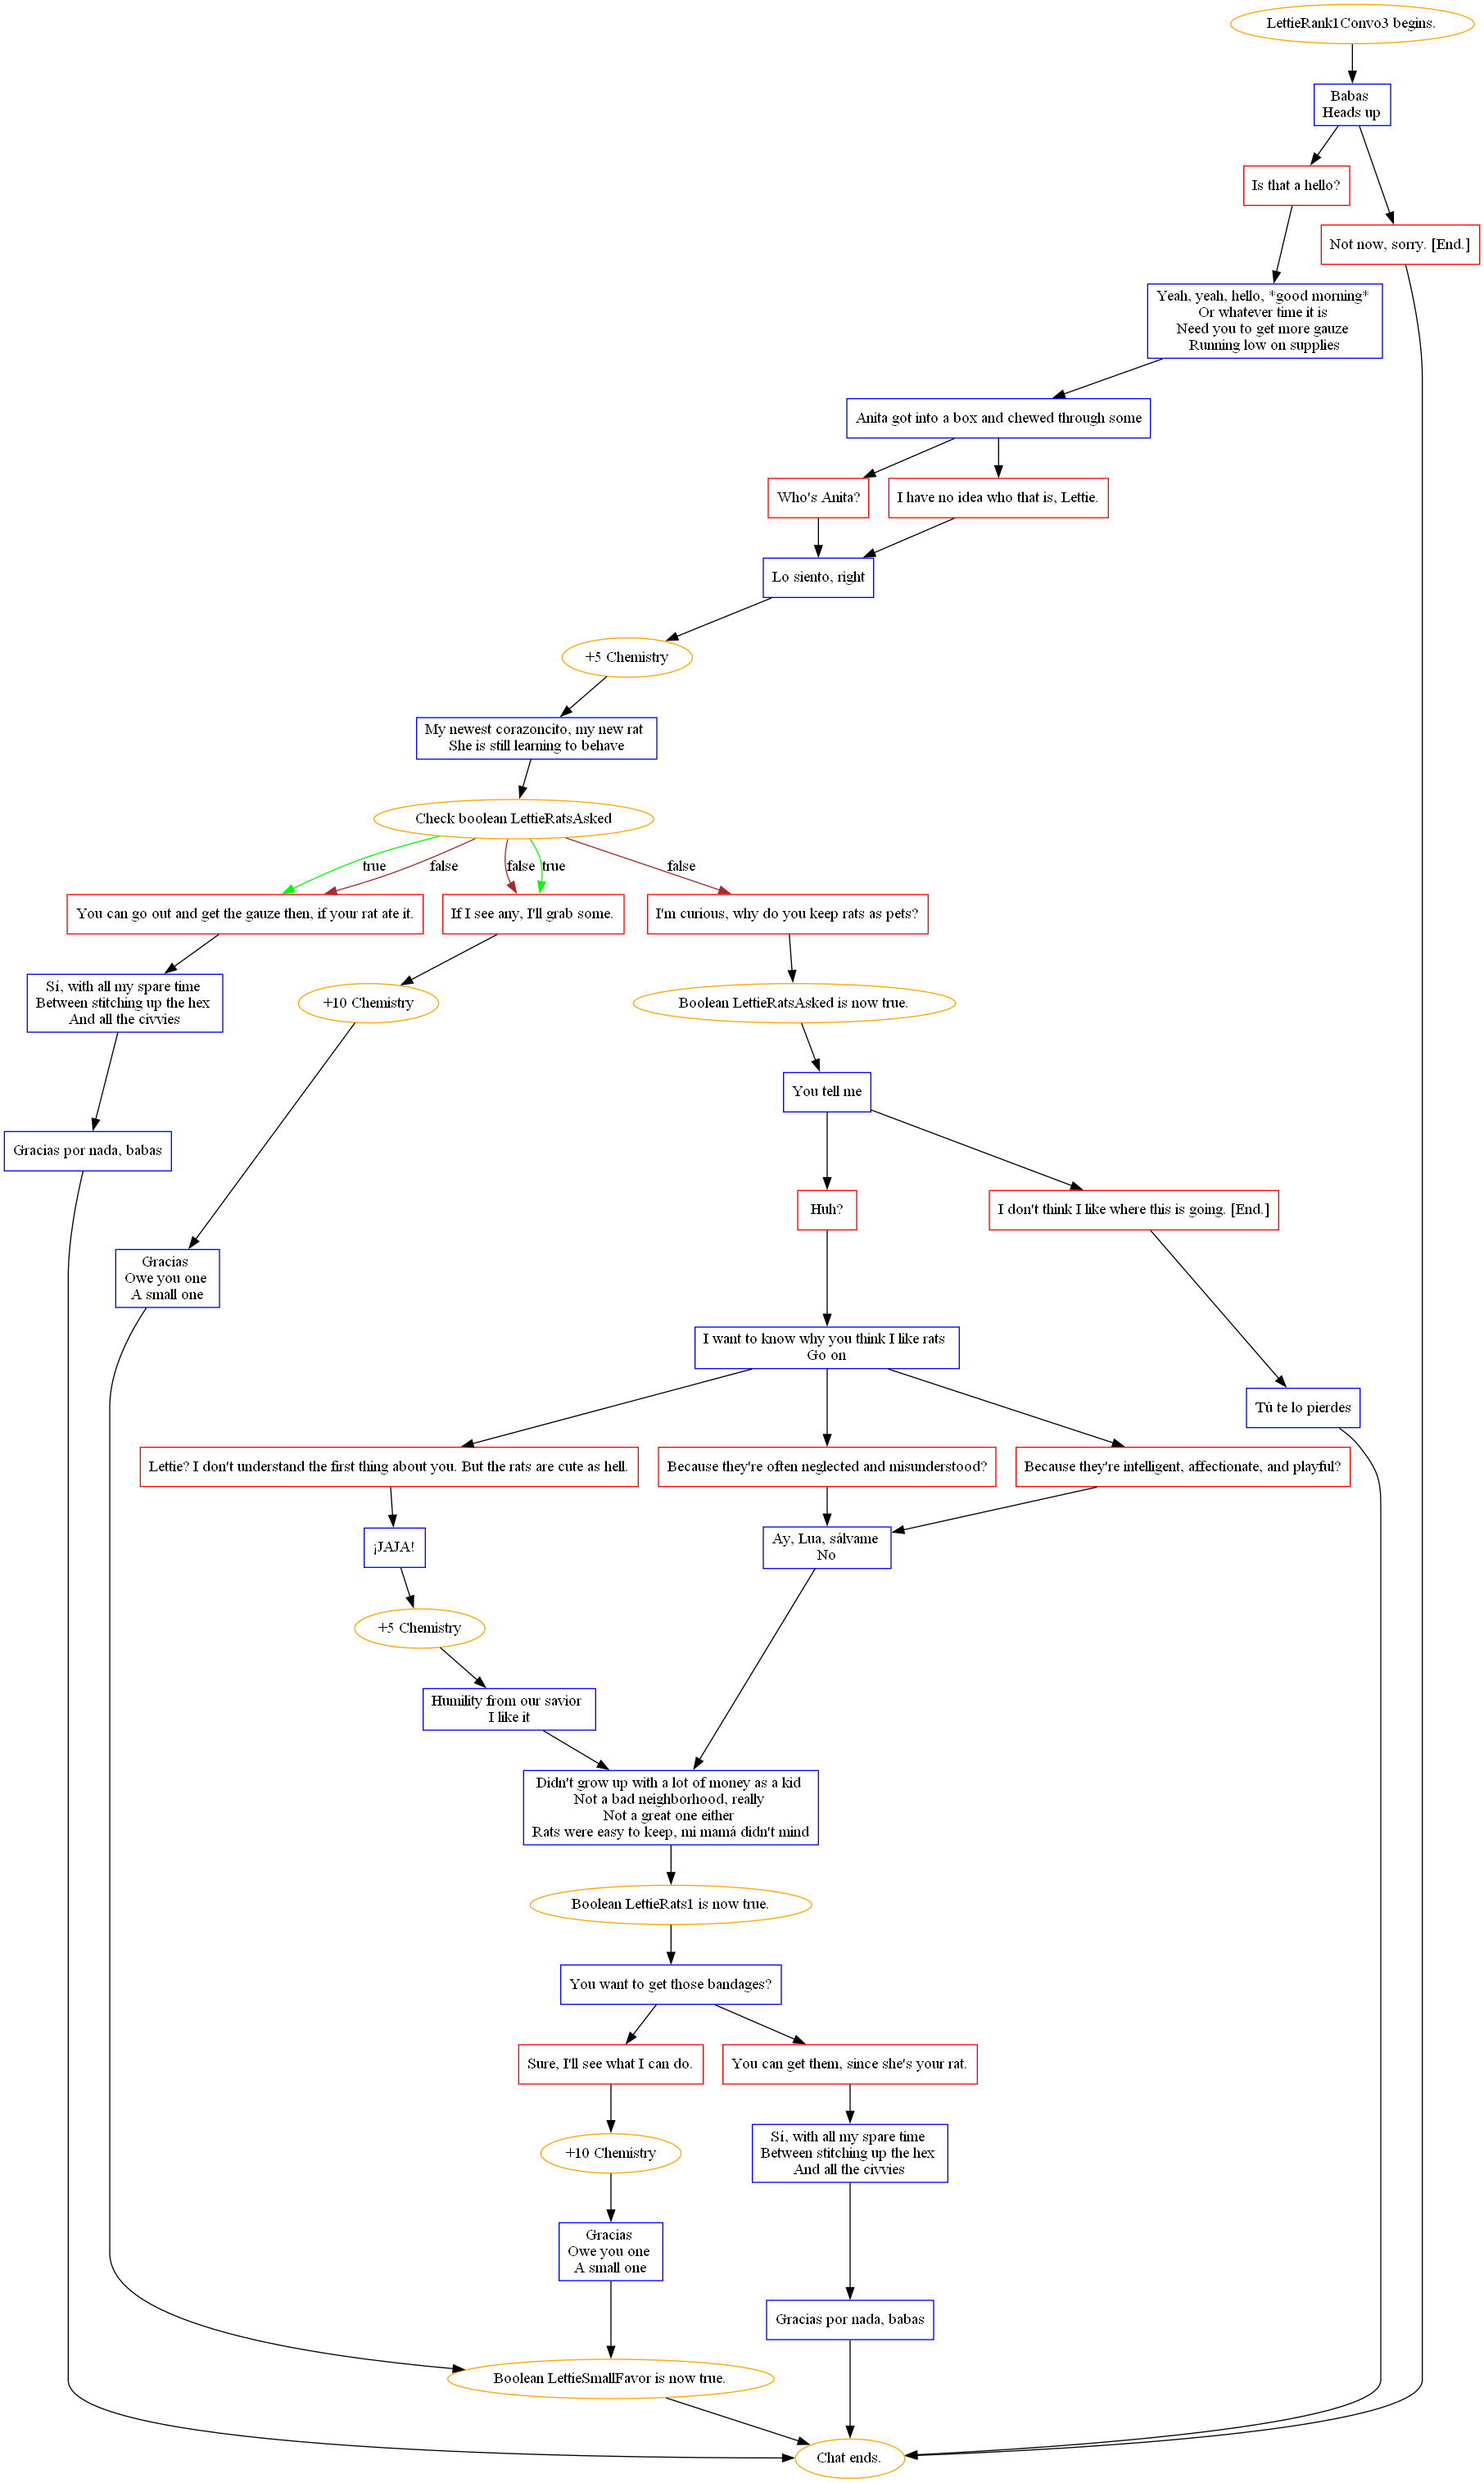 LettieRank1Convo3 begins.
Babas
Heads up
Is that a hello?
Not now, sorry. [End.]
Yeah, yeah, hello, *good morning*
Or whatever time it is
Need you to get more gauze
Running low on supplies
Anita got into a box and chewed through some
Who's Anita?
I have no idea who that is, Lettie.
Lo siento, right
+5 Chemistry
My newest corazoncito, my new rat
She is still learning to behave
Check boolean LettieRatsAsked
true
false
false
true
false
You can go out and get the gauze then, if your rat ate it.
If I see any, I'll grab some.
I'm curious, why do you keep rats as pets?
Sí, with all my spare time
Between stitching up the hex
And all the civvies
+10 Chemistry
Boolean LettieRatsAsked is now true.
You tell me
Gracias por nada, babas
Huh?
I don't think I like where this is going. [End.]
Gracias
Owe you one
A small one
I want to know why you think I like rats
Go on
Tú te lo pierdes
Lettie? I don't understand the first thing about you. But the rats are cute as hell.
Because they're often neglected and misunderstood?
Because they're intelligent, affectionate, and playful?
¡JAJA!
Ay, Lua, sálvame
No
+5 Chemistry
Humility from our savior
I like it
Didn't grow up with a lot of money as a kid
Not a bad neighborhood, really
Not a great one either
Rats were easy to keep, mi mamá didn't mind
Boolean LettieRats1 is now true.
You want to get those bandages?
Sure, I'll see what I can do.
You can get them, since she's your rat.
+10 Chemistry
Sí, with all my spare time
Between stitching up the hex
And all the civvies
Gracias
Owe you one
A small one
Gracias por nada, babas
Boolean LettieSmallFavor is now true.
Chat ends.